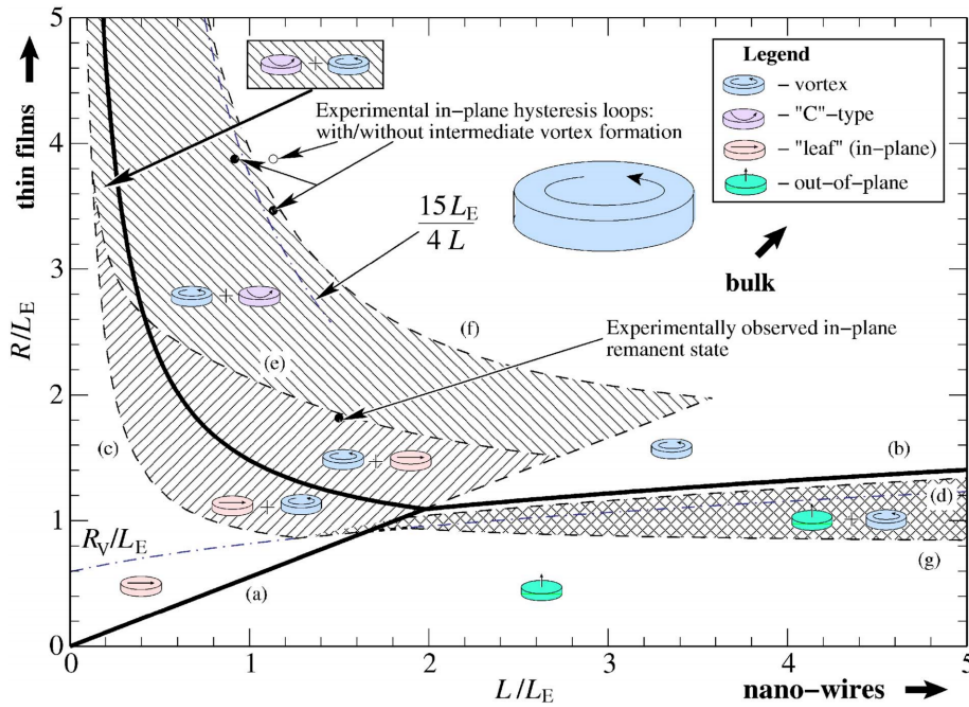 5
4
3
2
1
0
R/L_E
thin films
+
Experimental in-plane hysteresis loops:
with/without intermediate vortex formation
Legend
– vortex
– "C"–type
– "leaf" (in-plane)
– out-of-plane
15 L_E
4 L
bulk
+
(f)
Experimentally observed in-plane
remanent state
(e)
(c)
+
(b)
+
(d)
+
R_V/L_E
(g)
(a)
0
1
2
3
4
5
L/L_E
nano–wires